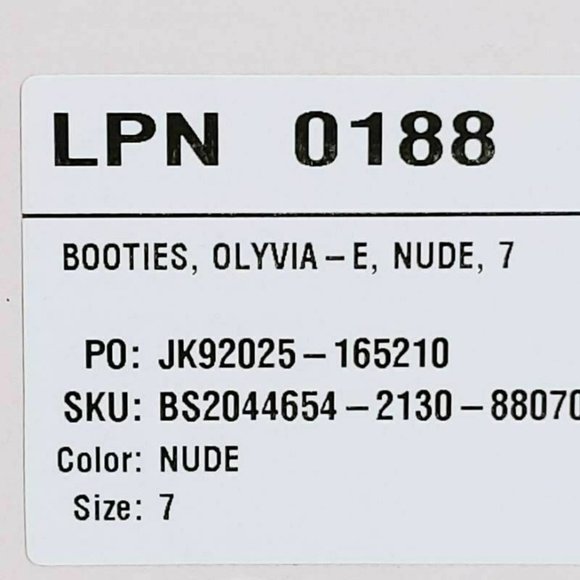 LPN 0188
BOOTIES, OLYVIA-E, NUDE, 7
PO: JK92025-165210
SKU: BS2044654-2130-88070
Color: NUDE
Size: 7